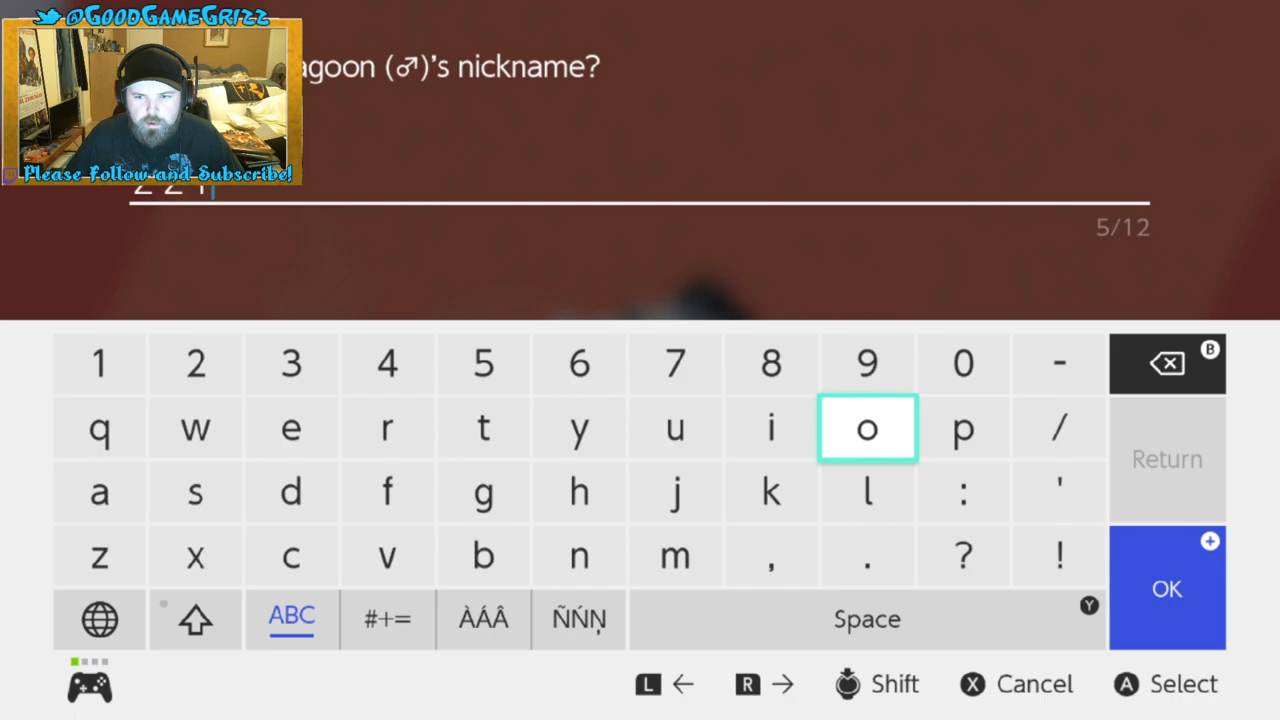 @GOODGAMEGRIZZ
agoon (♂)'s nickname?
Please Follow and Subscribe!
5/12
1 2 3 4 5 6 7 8 9 0 - B
q w e r t y u i o p /
Return
a s d f g h j k l : '
z x c v b n m , . ? ! +
OK
ABC #+= ÀÁÂ ÑŃŅ Space Y
L ← R → Shift X Cancel A Select